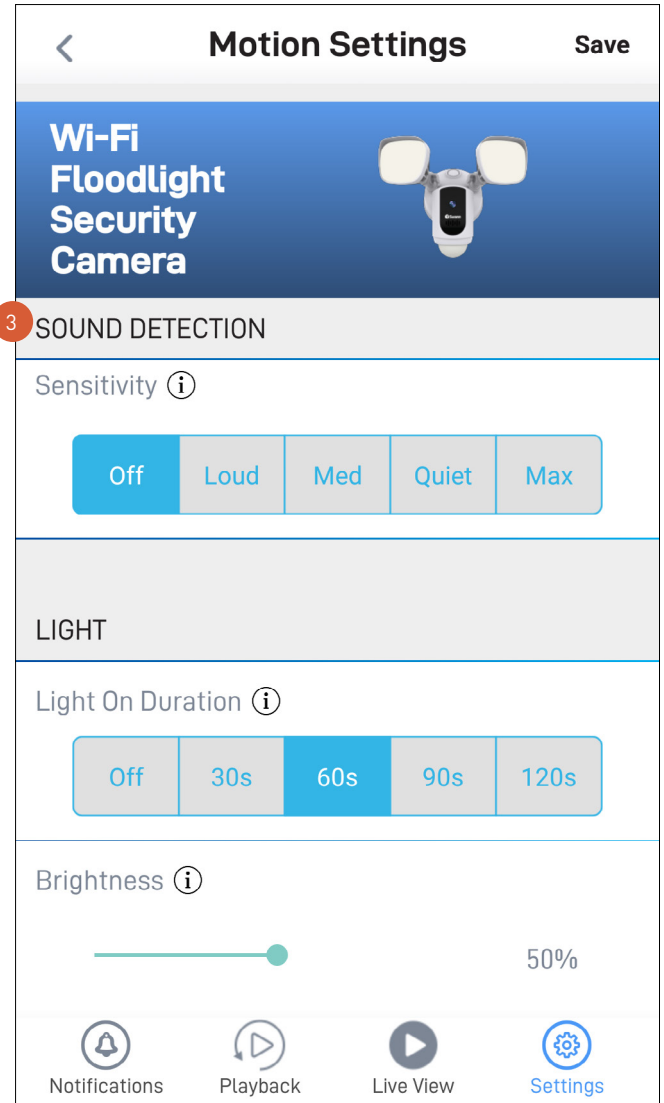 Motion Settings Save
Wi-Fi
Floodlight
Security
Camera
3 SOUND DETECTION
Sensitivity i
Off Loud Med Quiet Max
LIGHT
Light On Duration i
Off 30s 60s 90s 120s
Brightness i
50%
Notifications Playback Live View Settings